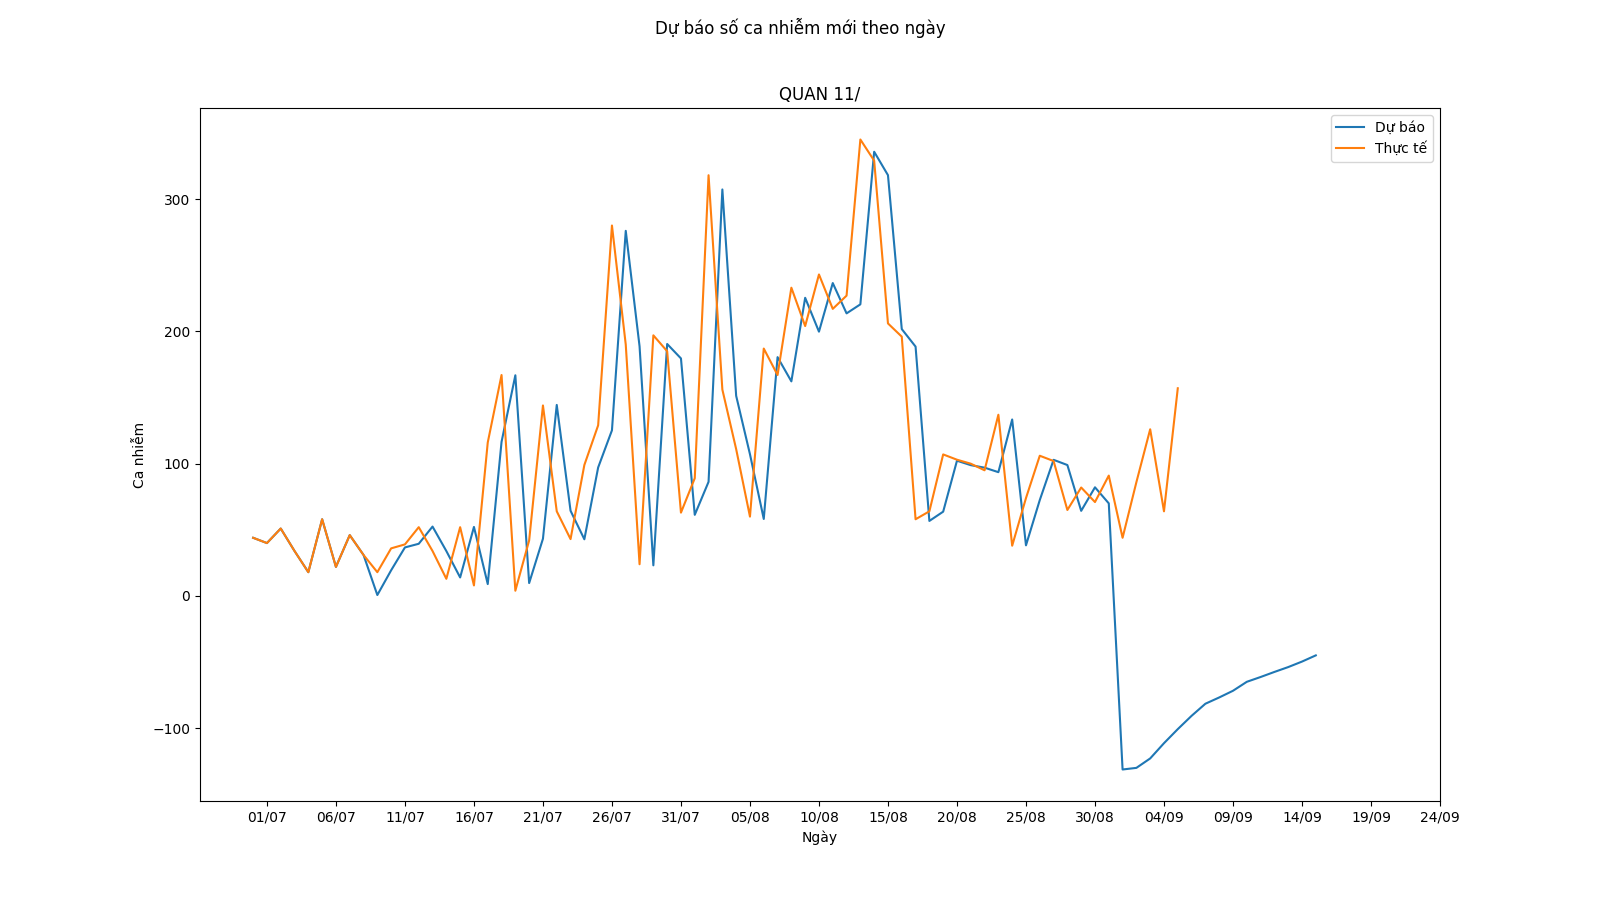 Dự báo số ca nhiễm mới theo ngày
QUAN 11/
Dự báo
Thực tế
300
200
100
0
−100
Ca nhiễm
01/07 06/07 11/07 16/07 21/07 26/07 31/07 05/08 10/08 15/08 20/08 25/08 30/08 04/09 09/09 14/09 19/09 24/09
Ngày